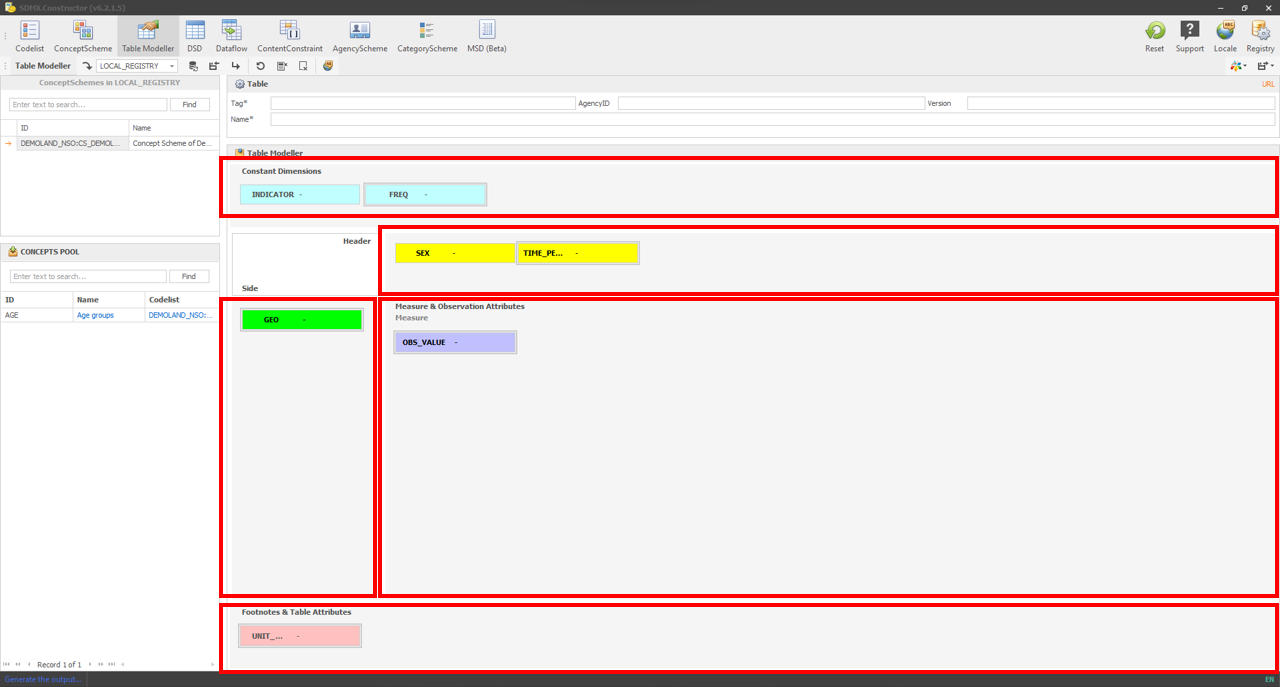 SDMX.Constructor (v6.2.1.5)
Codelist ConceptScheme Table Modeller DSD Dataflow ContentConstraint AgencyScheme CategoryScheme MSD (Beta) Reset Support Locale Registry
Table Modeller LOCAL_REGISTRY
ConceptSchemes in LOCAL_REGISTRY
Enter text to search... Find
ID Name
DEMOLAND_NSO:CS_DEMOL... Concept Scheme of De...
CONCEPTS POOL
Enter text to search... Find
ID Name Codelist
AGE Age groups DEMOLAND_NSO:...
Record 1 of 1
Table URL
Tag* AgencyID Version
Name*
Table Modeller
Constant Dimensions
INDICATOR - FREQ -
Header
Side
SEX - TIME_PE... -
GEO -
Measure & Observation Attributes
Measure
OBS_VALUE -
Footnotes & Table Attributes
UNIT_... -
Generate the output... EN